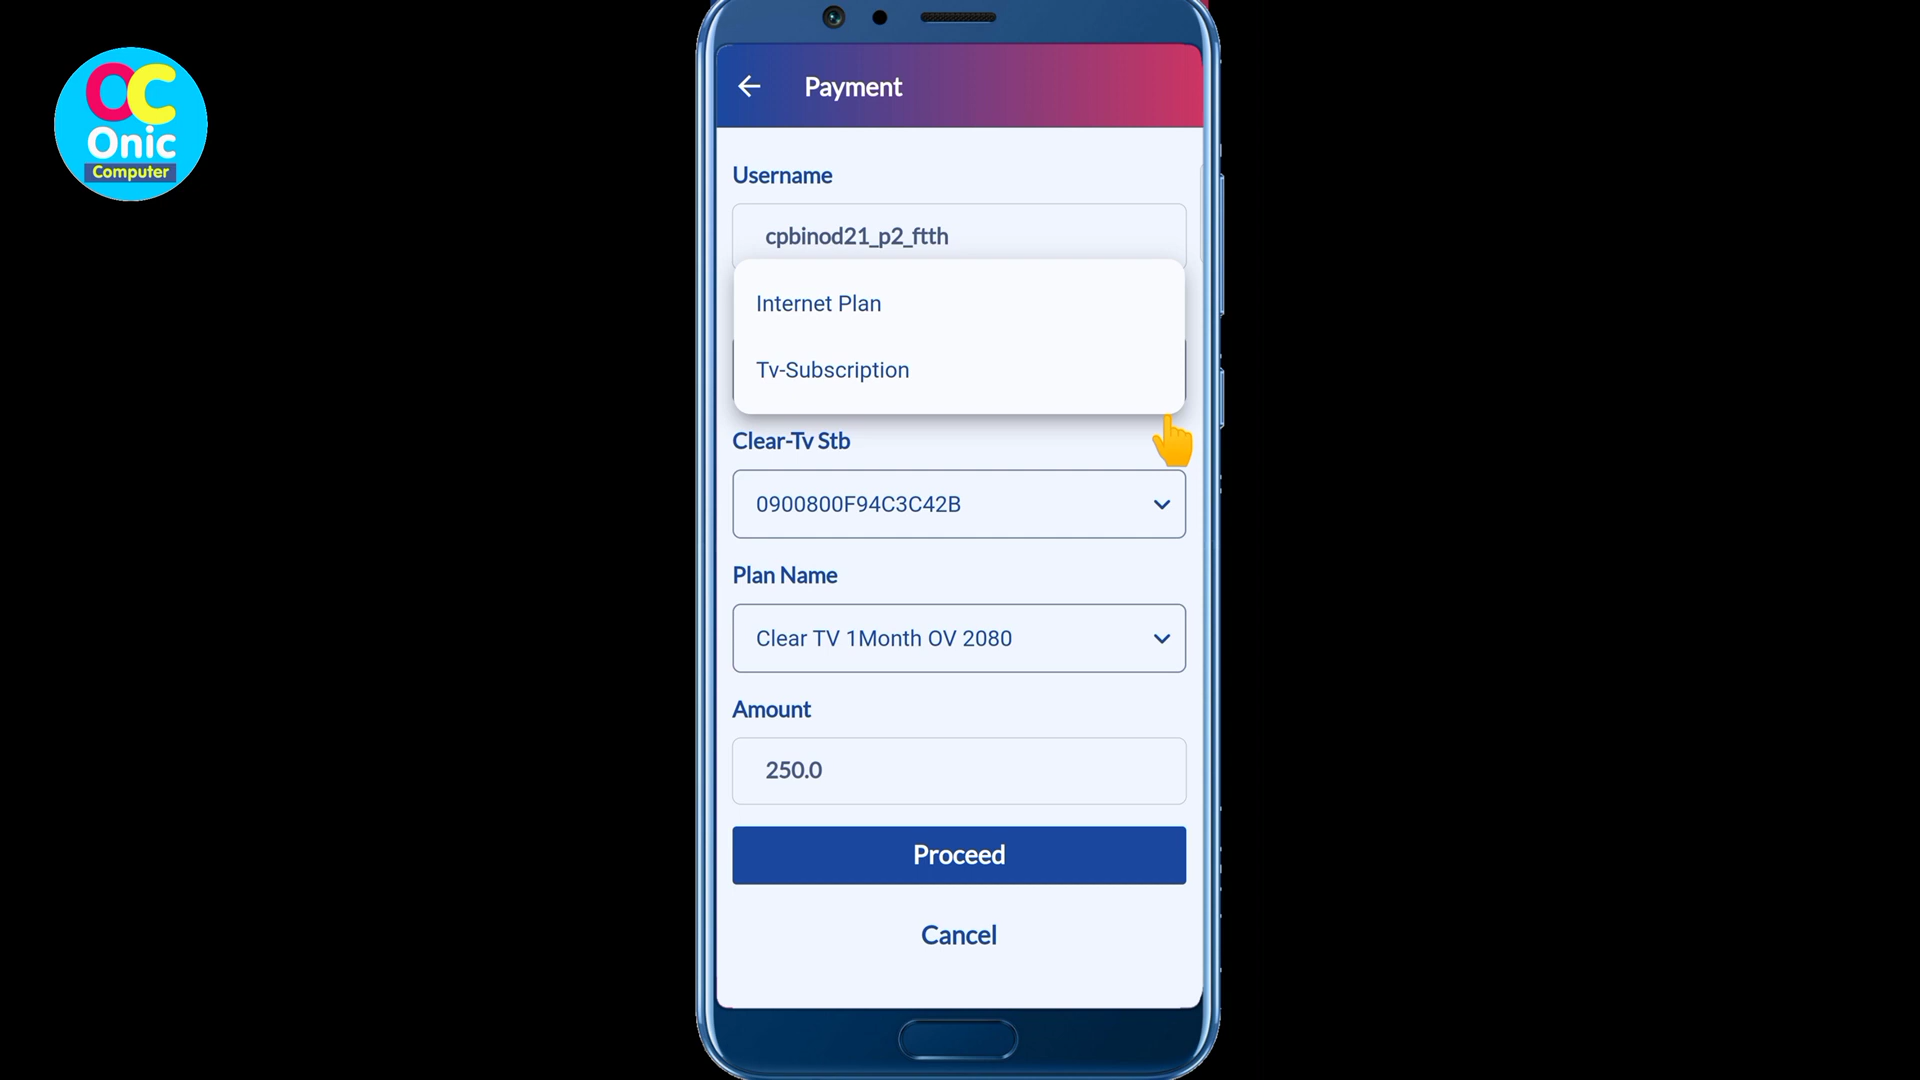 OC
Onic
Computer
Payment
Username
cpbinod21_p2_ftth
Internet Plan
Tv-Subscription
Clear-Tv Stb
0900800F94C3C42B
Plan Name
Clear TV 1Month OV 2080
Amount
250.0
Proceed
Cancel